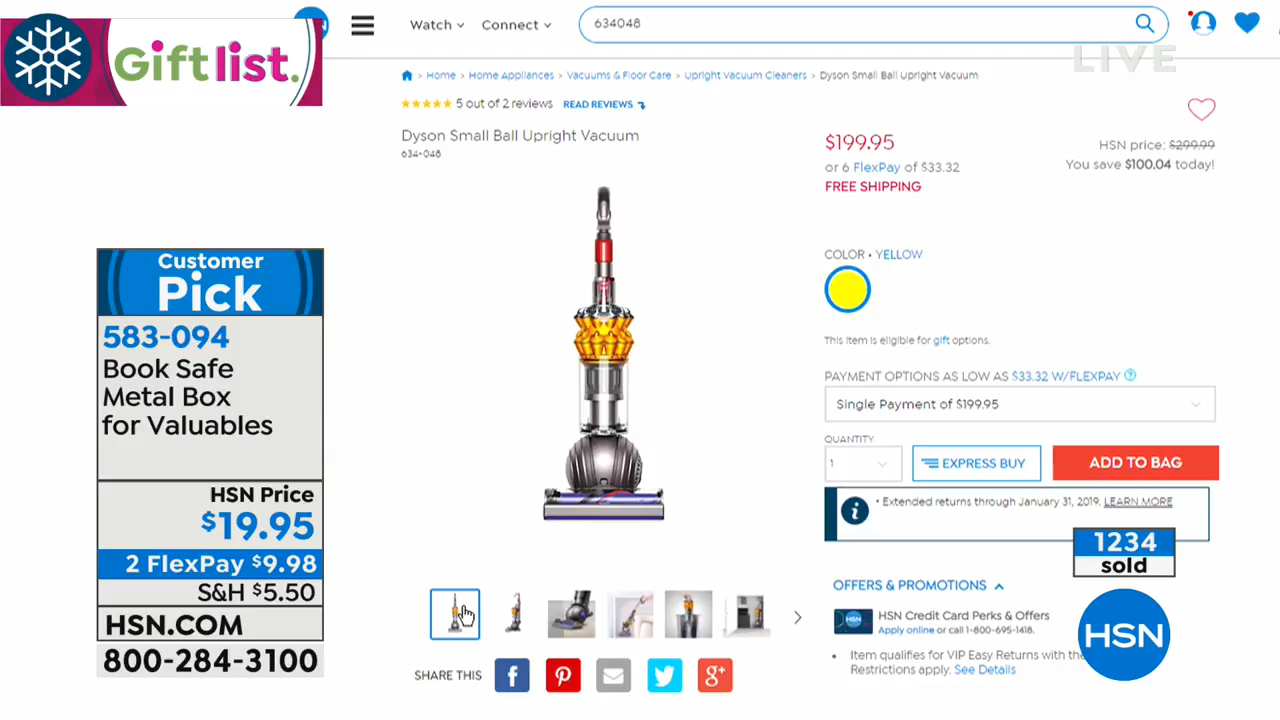 Gift list.
Watch
Connect
634048
LIVE
Home › Home Appliances › Vacuums & Floor Care › Upright Vacuum Cleaners › Dyson Small Ball Upright Vacuum
5 out of 2 reviews READ REVIEWS
Dyson Small Ball Upright Vacuum
634-048
$199.95
or 6 FlexPay of $33.32
FREE SHIPPING
HSN price: $299.99
You save $100.04 today!
COLOR • YELLOW
This item is eligible for gift options.
PAYMENT OPTIONS AS LOW AS $33.32 W/FLEXPAY ?
Single Payment of $199.95
QUANTITY
1
EXPRESS BUY
ADD TO BAG
i
• Extended returns through January 31, 2019. LEARN MORE
OFFERS & PROMOTIONS
HSN
HSN Credit Card Perks & Offers
Apply online or call 1-800-695-1418.
• Item qualifies for VIP Easy Returns with the
Restrictions apply. See Details
SHARE THIS
f
g+
Customer
Pick
583-094
Book Safe
Metal Box
for Valuables
HSN Price
$19.95
2 FlexPay $9.98
S&H $5.50
HSN.COM
800-284-3100
1234
sold
HSN